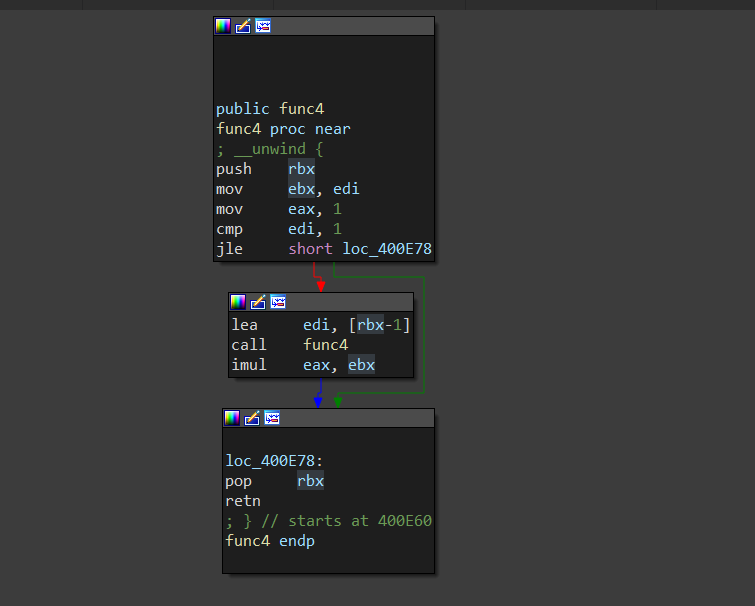 public func4
func4 proc near
; __unwind {
push rbx
mov ebx, edi
mov eax, 1
cmp edi, 1
jle short loc_400E78
lea edi, [rbx-1]
call func4
imul eax, ebx
loc_400E78:
pop rbx
retn
; } // starts at 400E60
func4 endp